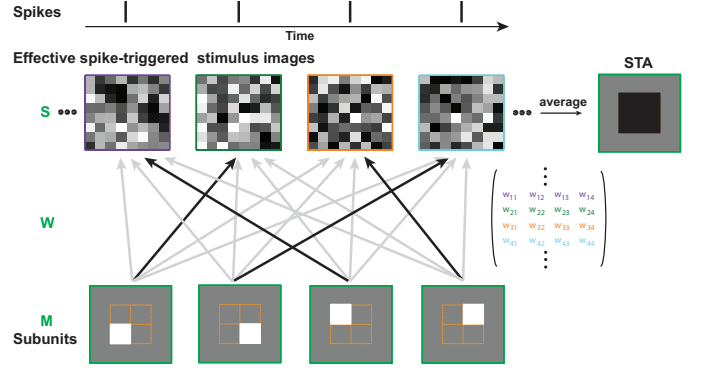 Spikes
Time
Effective spike-triggered stimulus images
STA
S
average
W
w11 w12 w13 w14
w21 w22 w23 w24
w31 w32 w33 w34
w41 w42 w43 w44
M
Subunits